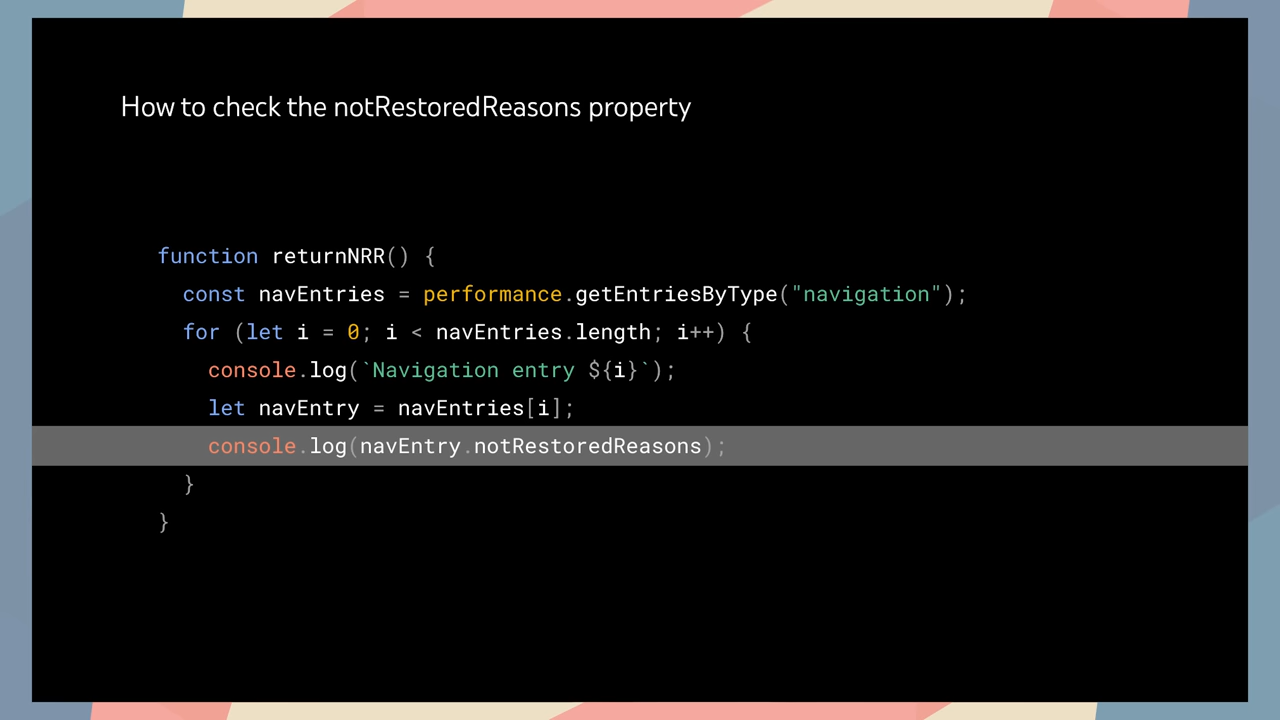 How to check the notRestoredReasons property
function returnNRR() {
const navEntries = performance.getEntriesByType("navigation");
for (let i = 0; i < navEntries.length; i++) {
console.log(`Navigation entry ${i}`);
let navEntry = navEntries[i];
console.log(navEntry.notRestoredReasons);
}
}